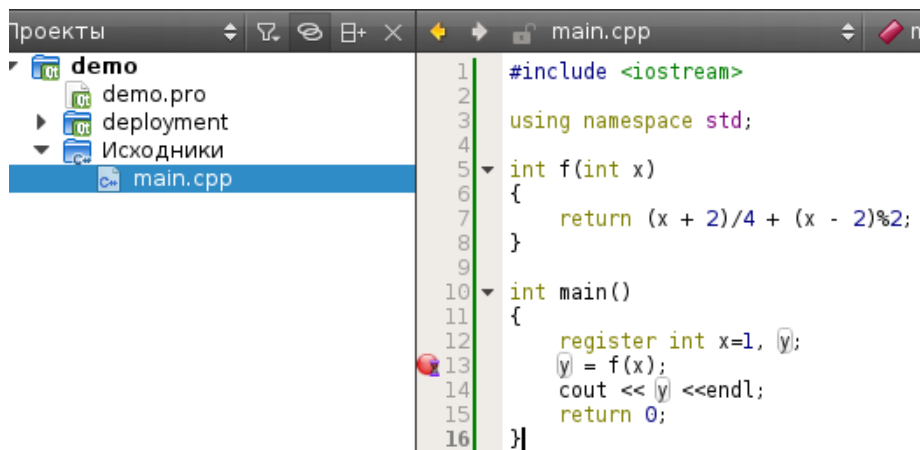 Проекты
main.cpp
demo
demo.pro
deployment
Исходники
main.cpp
1 #include <iostream>
2
3 using namespace std;
4
5 int f(int x)
6 {
7 return (x + 2)/4 + (x - 2)%2;
8 }
9
10 int main()
11 {
12 register int x=1, y;
13 y = f(x);
14 cout << y <<endl;
15 return 0;
16 }